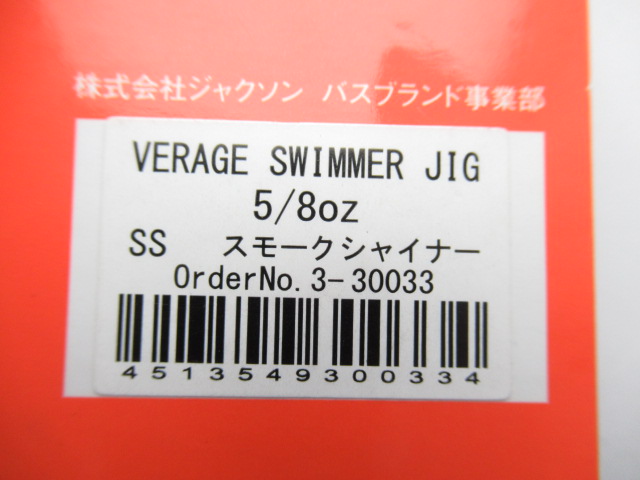 株式会社ジャクソン バスブランド事業部
VERAGE SWIMMER JIG
5/8oz
SS スモークシャイナー
OrderNo.3-30033
4513549300334